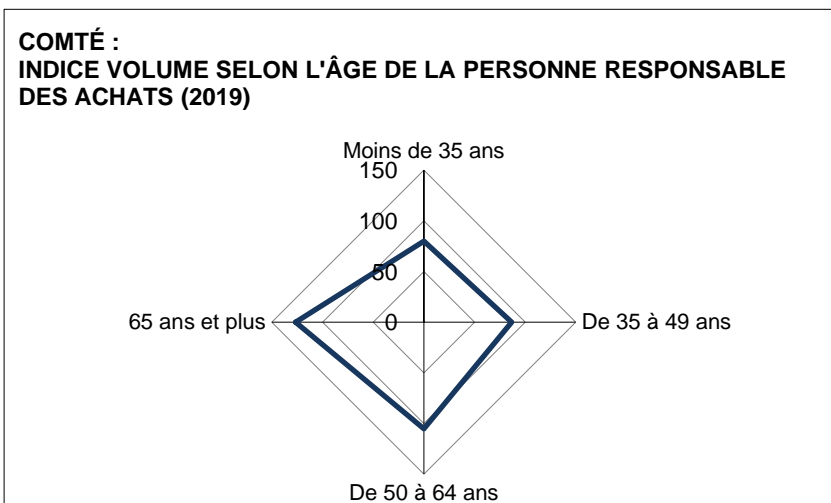 COMTÉ :
INDICE VOLUME SELON L'ÂGE DE LA PERSONNE RESPONSABLE
DES ACHATS (2019)
Moins de 35 ans
150
100
50
65 ans et plus
0
De 35 à 49 ans
De 50 à 64 ans